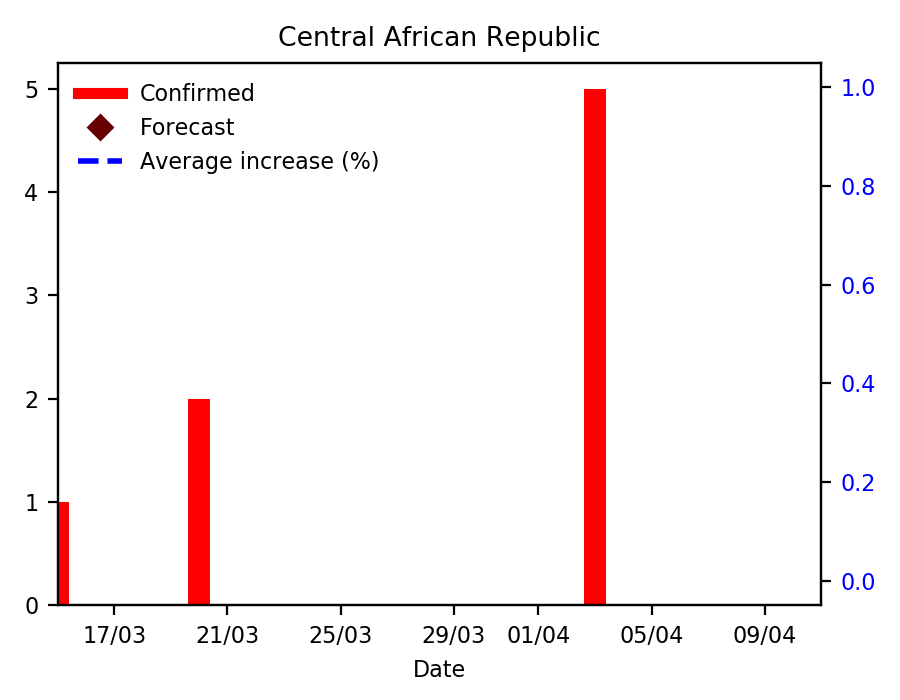 Central African Republic
Confirmed
Forecast
Average increase (%)
5
4
3
2
1
0
1.0
0.8
0.6
0.4
0.2
0.0
17/03 21/03 25/03 29/03 01/04 05/04 09/04
Date